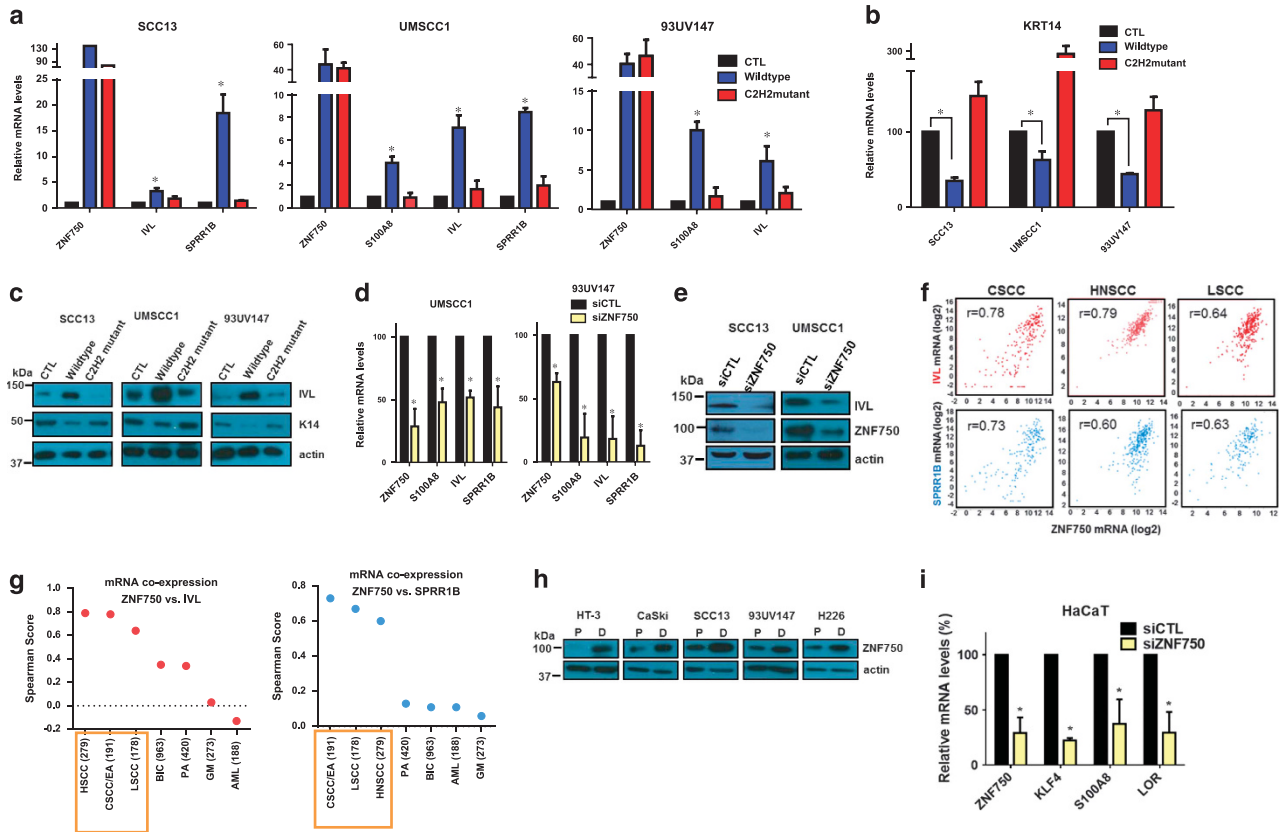 a
SCC13
UMSCC1
93UV147
Relative mRNA levels
130
90
25
20
15
10
5
0
ZNF750
IVL
SPRR1B
60
40
20
8
6
4
2
0
ZNF750
S100A8
IVL
SPRR1B
60
40
20
15
10
5
0
ZNF750
S100A8
IVL
CTL
Wildtype
C2H2mutant
* * * * * * *
b
KRT14
CTL
Wildtype
C2H2mutant
Relative mRNA levels
300
100
0
* * *
SCC13
UMSCC1
93UV147
c
SCC13
UMSCC1
93UV147
CTL Wildtype C2H2 mutant
CTL Wildtype C2H2 mutant
CTL Wildtype C2H2 mutant
kDa
150
50
37
IVL
K14
actin
d
UMSCC1
93UV147
siCTL
siZNF750
Relative mRNA levels
100
50
0
* * * *
ZNF750
S100A8
IVL
SPRR1B
100
50
0
* * * *
ZNF750
S100A8
IVL
SPRR1B
e
SCC13
UMSCC1
siCTL siZNF750
siCTL siZNF750
kDa
150
100
37
IVL
ZNF750
actin
f
CSCC
HNSCC
LSCC
r=0.78
r=0.79
r=0.64
IVL mRNA (log2)
r=0.73
r=0.60
r=0.63
SPRR1B mRNA (log2)
ZNF750 mRNA (log2)
g
mRNA co-expression
ZNF750 vs. IVL
Spearman Score
1.0
0.8
0.6
0.4
0.2
0.0
-0.2
HSCC (279)
CSCC/EA (191)
LSCC (178)
BIC (963)
PA (420)
GM (273)
AML (188)
mRNA co-expression
ZNF750 vs. SPRR1B
Spearman Score
0.8
0.6
0.4
0.2
0.0
CSCC/EA (191)
LSCC (178)
HNSCC (279)
PA (420)
BIC (963)
AML (188)
GM (273)
h
HT-3 CaSki SCC13 93UV147 H226
P D P D P D P D P D
kDa
100
37
ZNF750
actin
i
HaCaT
siCTL
siZNF750
Relative mRNA levels (%)
100
50
0
* * * *
ZNF750
KLF4
S100A8
LOR